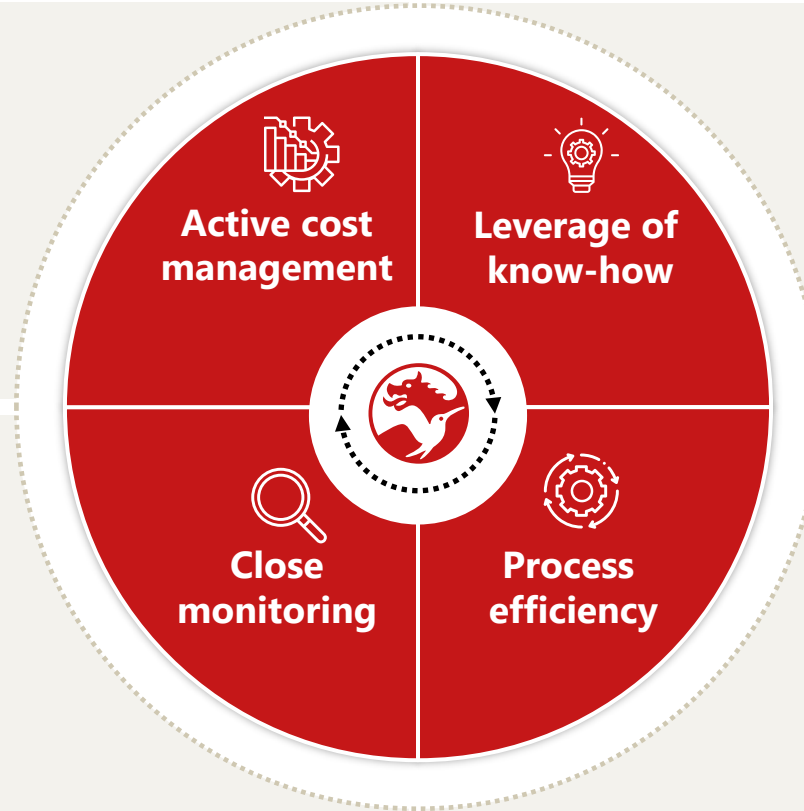 Active cost
management
Leverage of
know-how
Close
monitoring
Process
efficiency